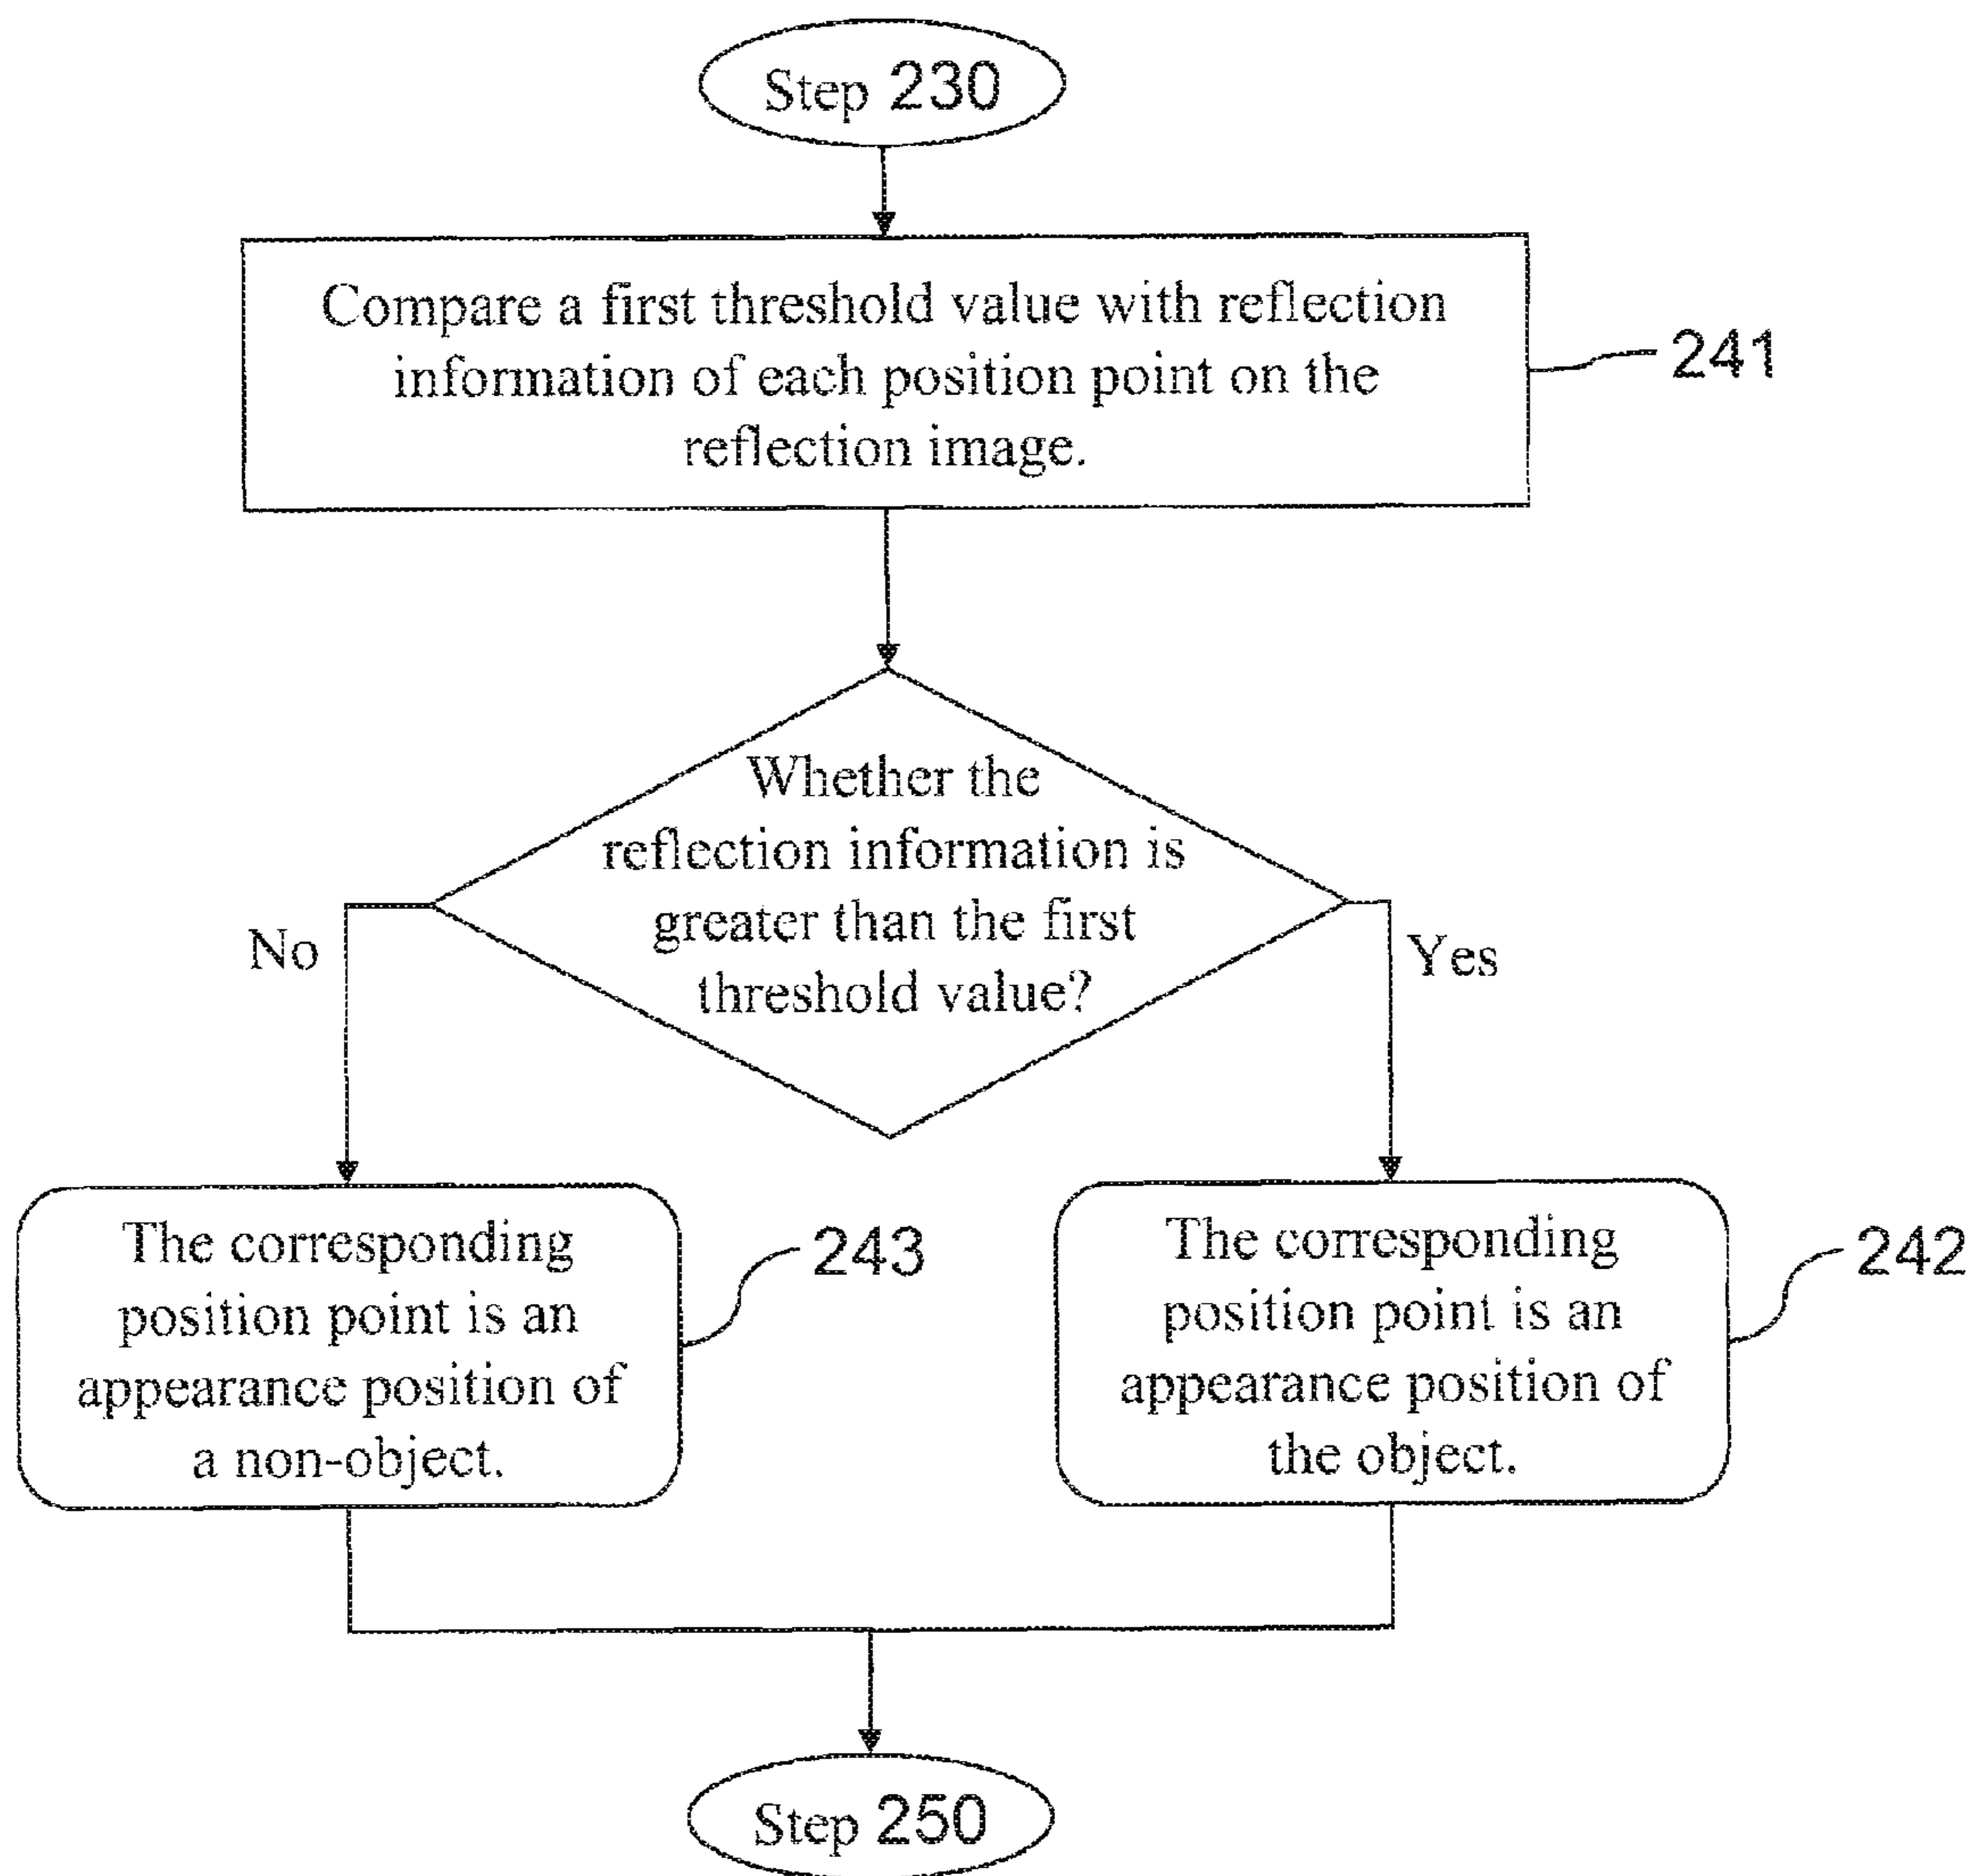 Step 230
Compare a first threshold value with reflection
information of each position point on the
reflection image.
241
Whether the
reflection information is
greater than the first
threshold value?
No
Yes
The corresponding
position point is an
appearance position of
a non-object.
243
The corresponding
position point is an
appearance position of
the object.
242
Step 250